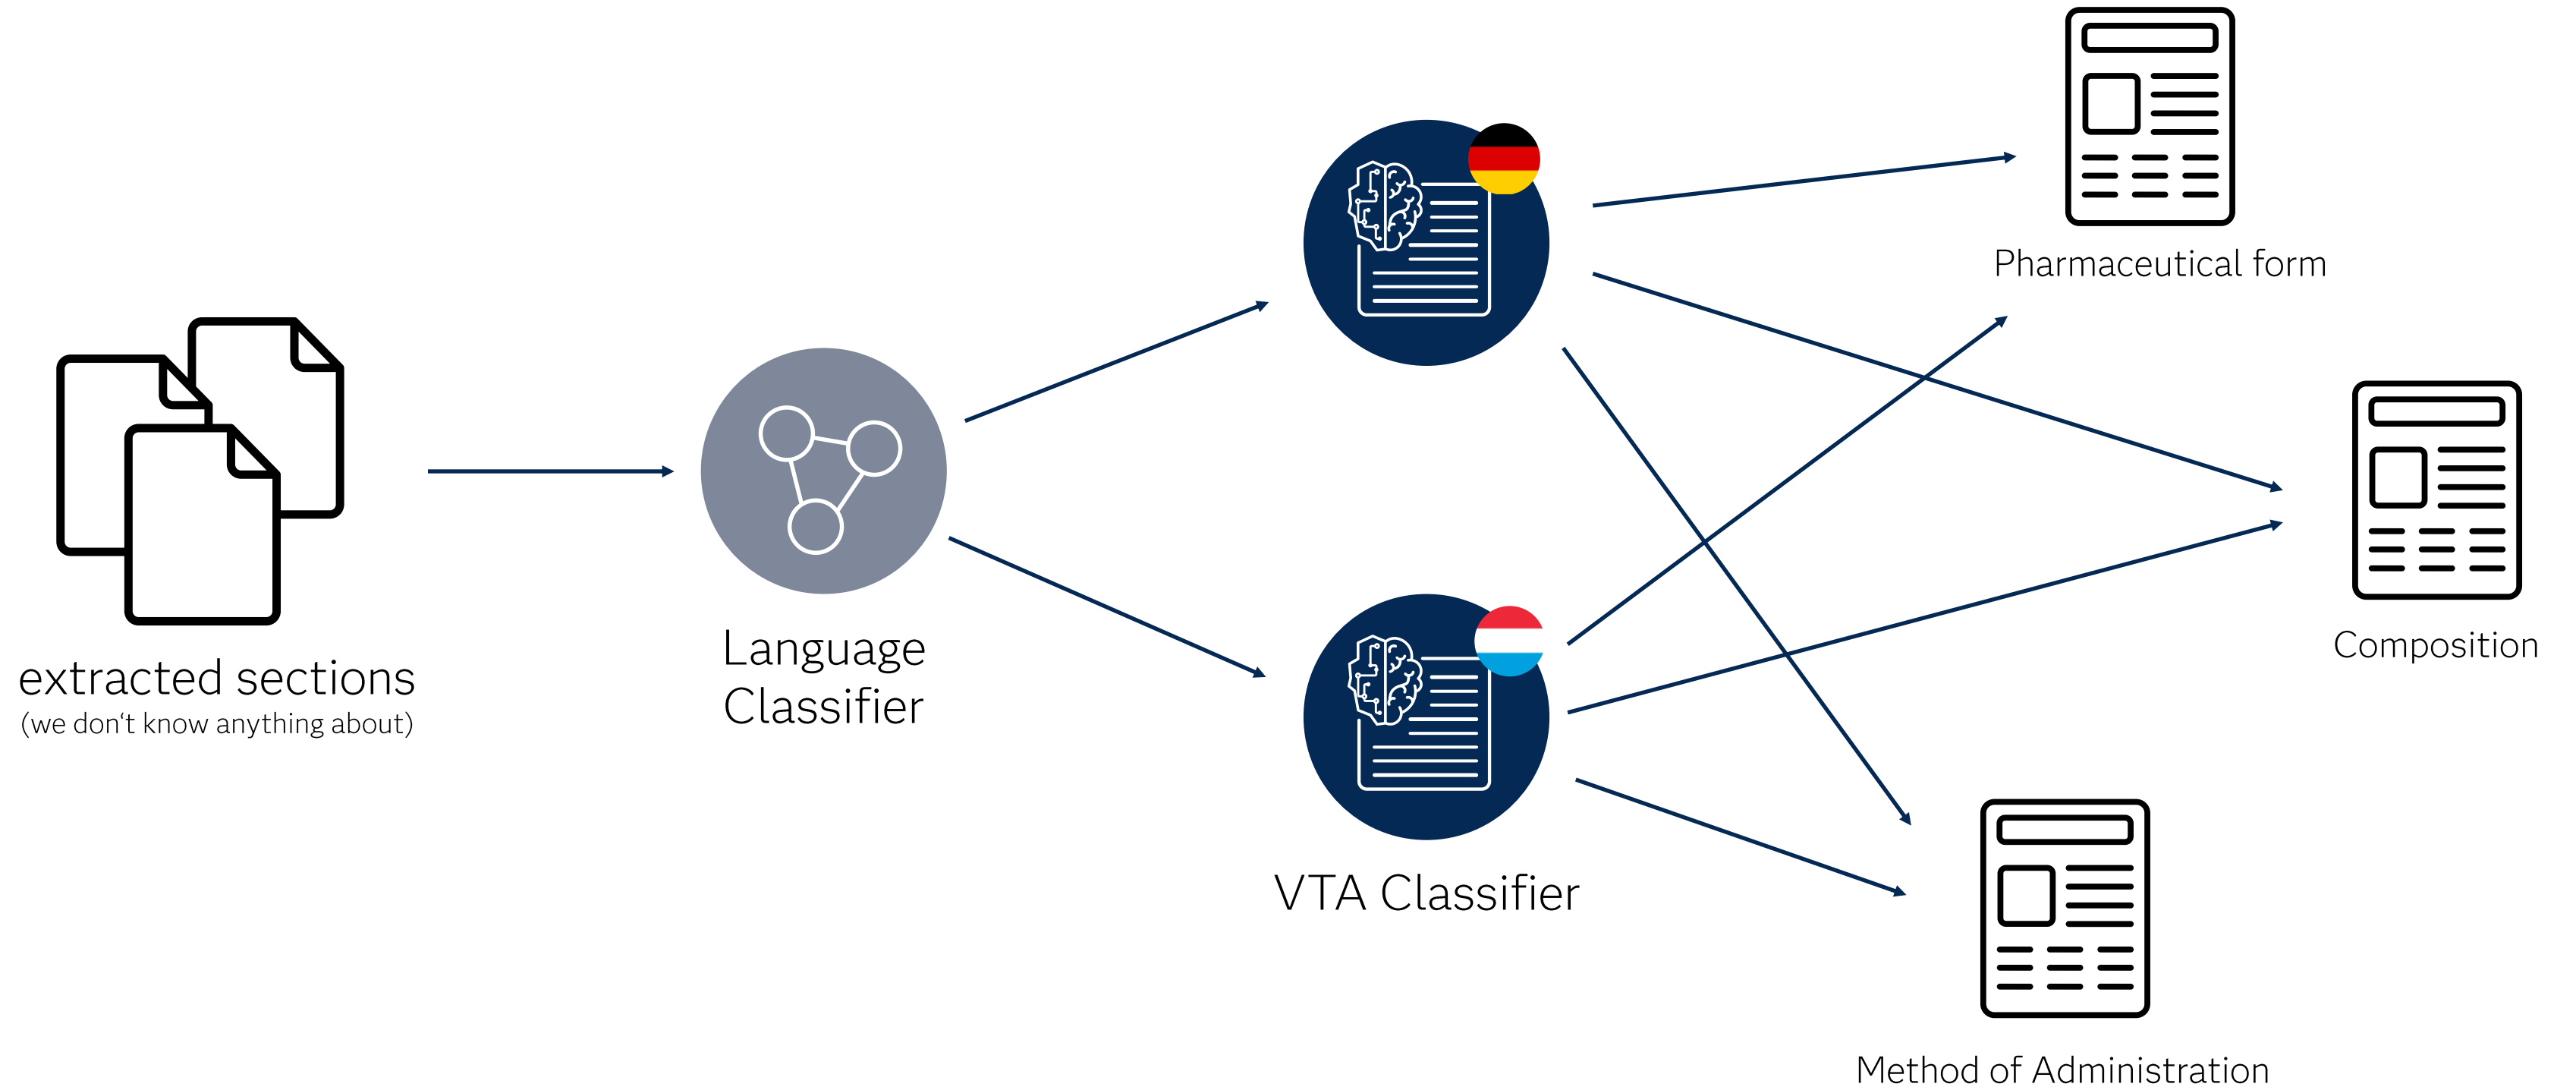 extracted sections
(we don‘t know anything about)
Language
Classifier
VTA Classifier
Pharmaceutical form
Composition
Method of Administration